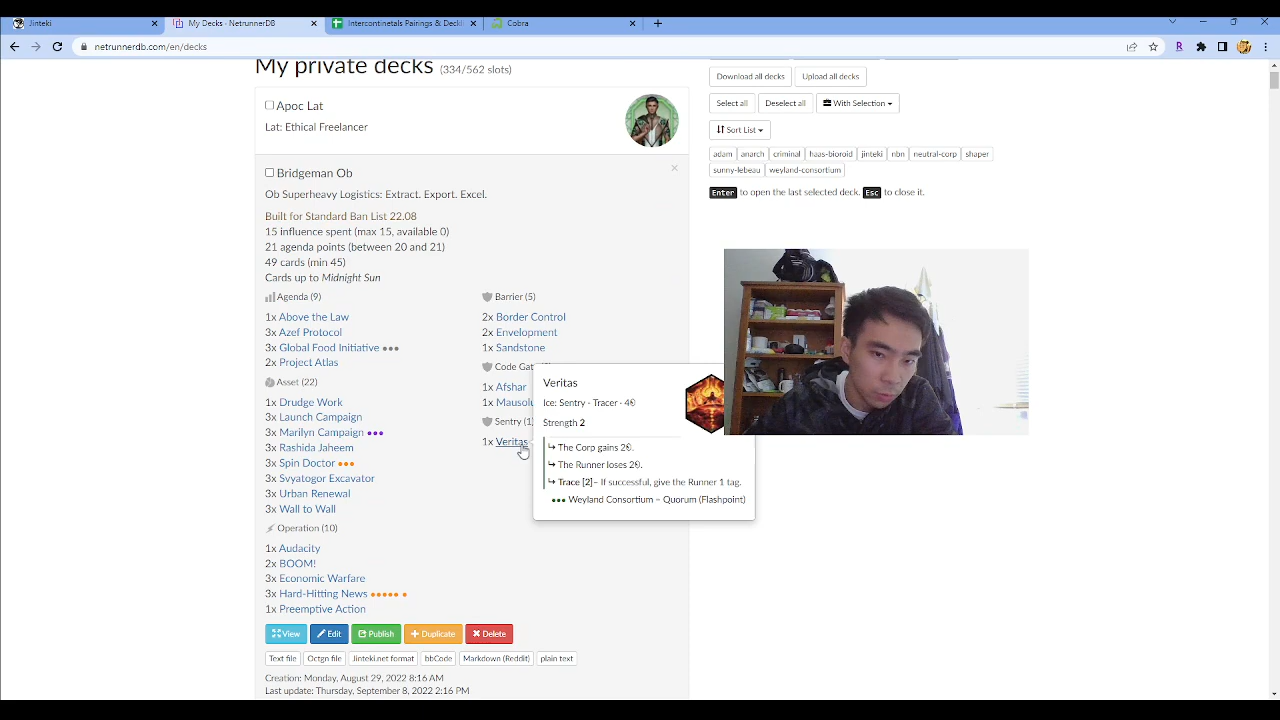 Jinteki
My Decks - NetrunnerDB
Intercontinetals Pairings & Deckli
Cobra
netrunnerdb.com/en/decks
My private decks (334/562 slots)
Download all decks Upload all decks
Select all Deselect all With Selection
Sort List
adam anarch criminal haas-bioroid jinteki nbn neutral-corp shaper
sunny-lebeau weyland-consortium
Enter to open the last selected deck. Esc to close it.
Apoc Lat
Lat: Ethical Freelancer
Bridgeman Ob
Ob Superheavy Logistics: Extract. Export. Excel.
Built for Standard Ban List 22.08
15 influence spent (max 15, available 0)
21 agenda points (between 20 and 21)
49 cards (min 45)
Cards up to Midnight Sun
Agenda (9)
1x Above the Law
3x Azef Protocol
3x Global Food Initiative
2x Project Atlas
Asset (22)
1x Drudge Work
3x Launch Campaign
3x Marilyn Campaign
3x Rashida Jaheem
3x Spin Doctor
3x Svyatogor Excavator
3x Urban Renewal
3x Wall to Wall
Operation (10)
1x Audacity
2x BOOM!
3x Economic Warfare
3x Hard-Hitting News
1x Preemptive Action
Barrier (5)
2x Border Control
2x Envelopment
1x Sandstone
Code Gat
1x Afshar
1x Mausol
Sentry (1)
1x Veritas
Veritas
Ice: Sentry - Tracer - 4
Strength 2
The Corp gains 2.
The Runner loses 2.
Trace [2]– If successful, give the Runner 1 tag.
Weyland Consortium – Quorum (Flashpoint)
View Edit Publish Duplicate Delete
Text file Octgn file Jinteki.net format bbCode Markdown (Reddit) plain text
Creation: Monday, August 29, 2022 8:16 AM
Last update: Thursday, September 8, 2022 2:16 PM